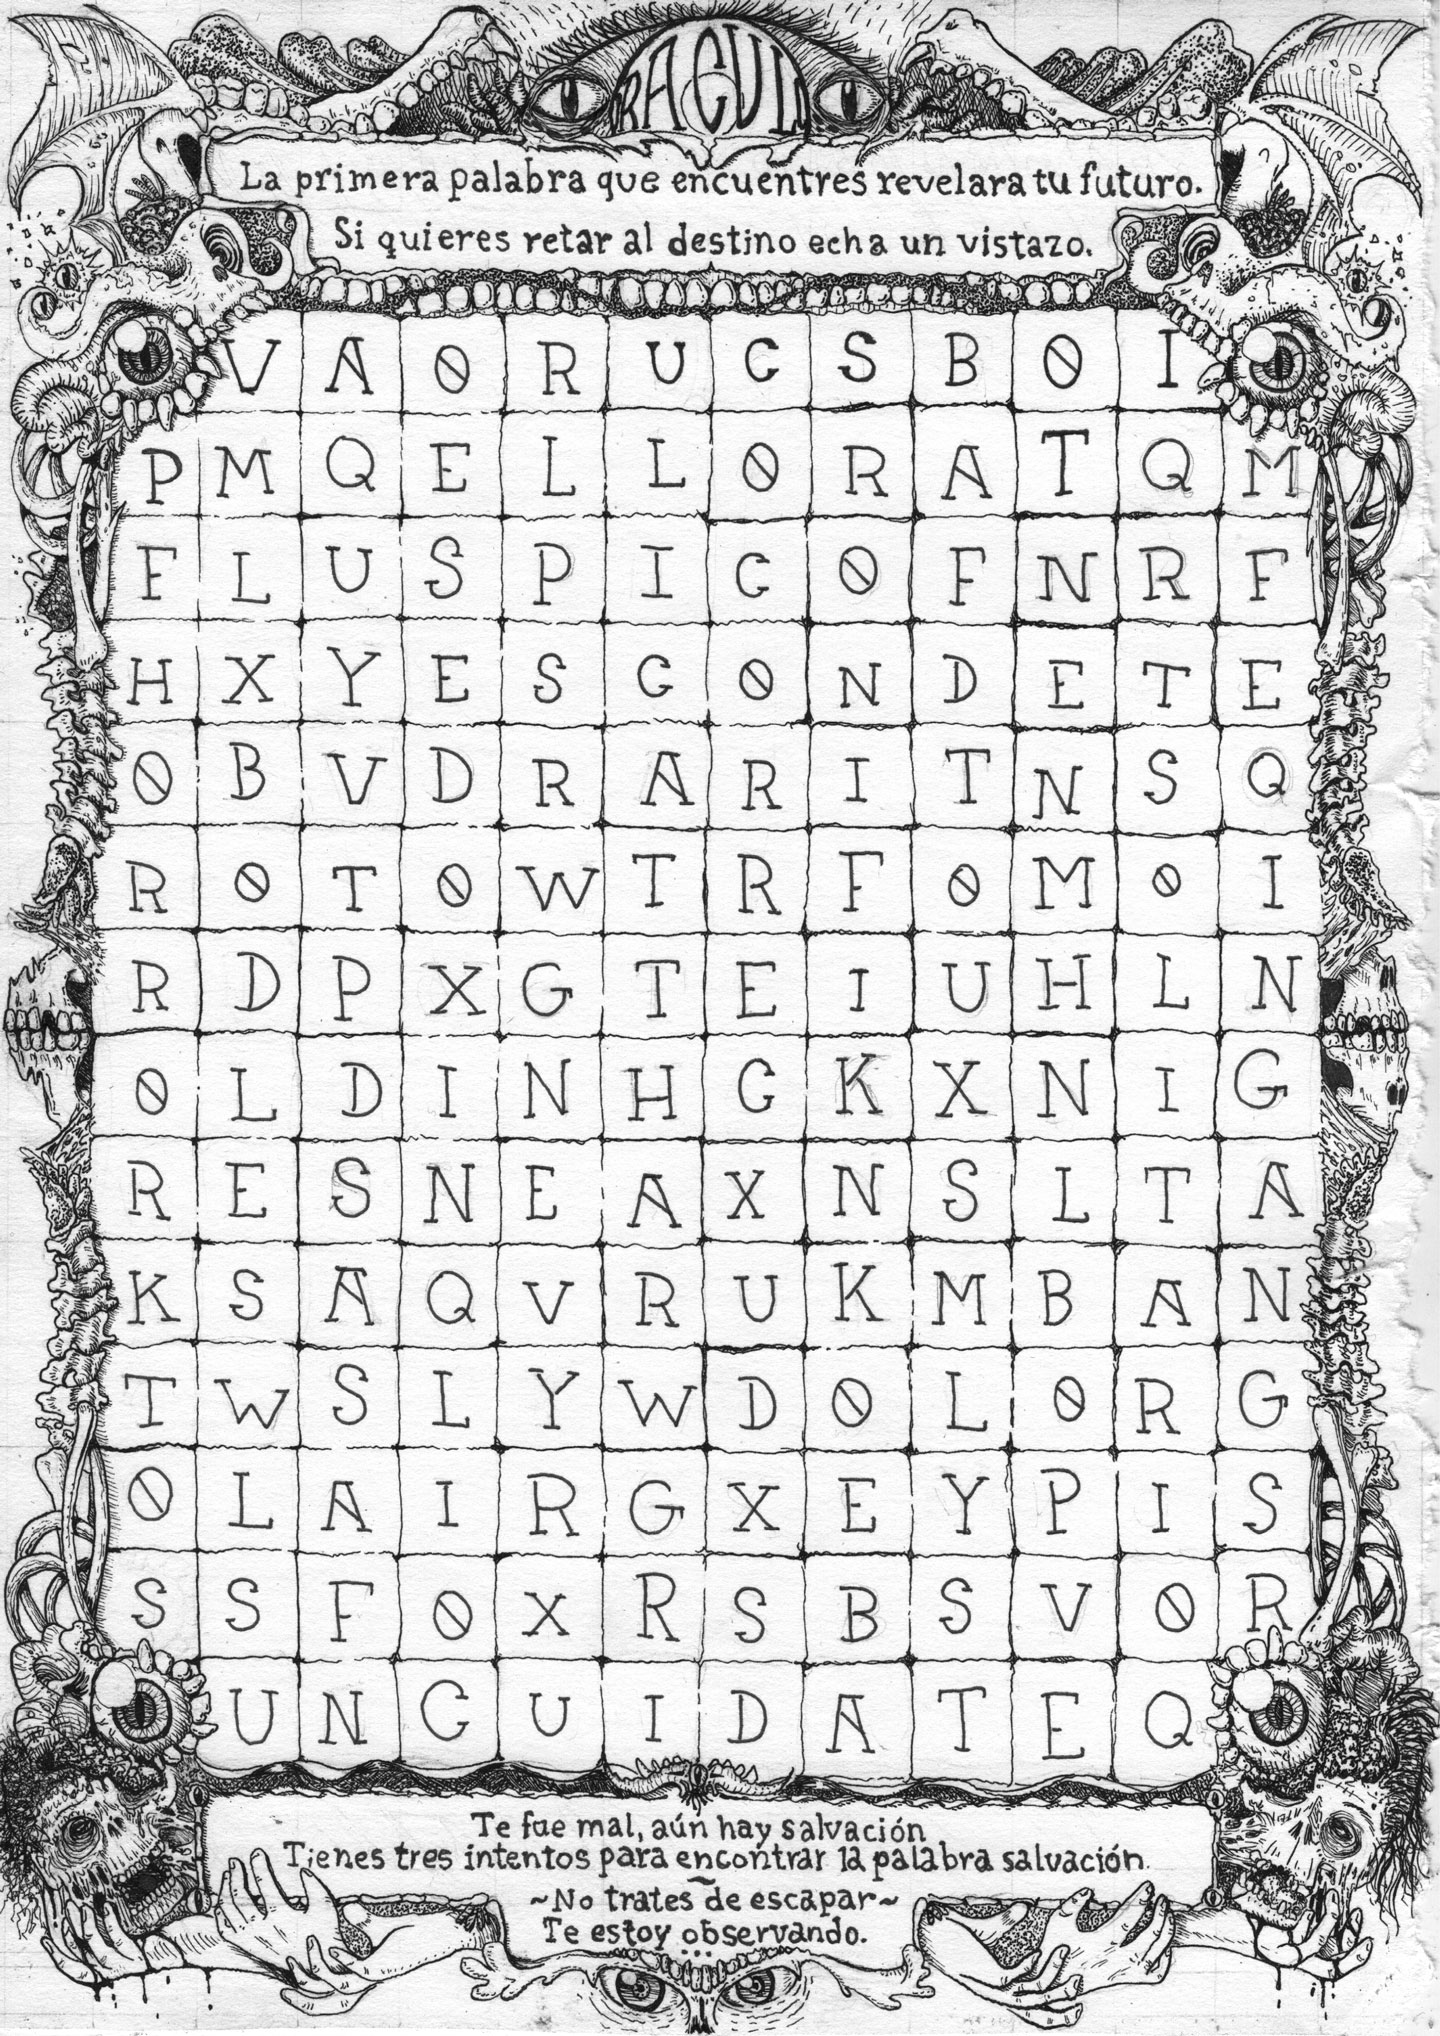 DRACULA
La primera palabra que encuentres revelara tu futuro.
Si quieres retar al destino echa un vistazo.
V A O R U C S B O I
P M Q E L L O R A T Q M
F L U S P I C O F N R F
H X Y E S C O N D E T E
O B V D R A R I T N S Q
R O T O W T R F O M O I
R D P X G T E I U H L N
O L D I N H C K X N I G
R E S N E A X N S L T A
K S A Q V R U K M B A N
T W S L Y W D O L O R G
O L A I R G X E Y P I S
S S F O X R S B S V O R
U N C U I D A T E Q
Te fue mal, aún hay salvación
Tienes tres intentos para encontrar la palabra salvación.
~No trates de escapar~
Te estoy observando.
...